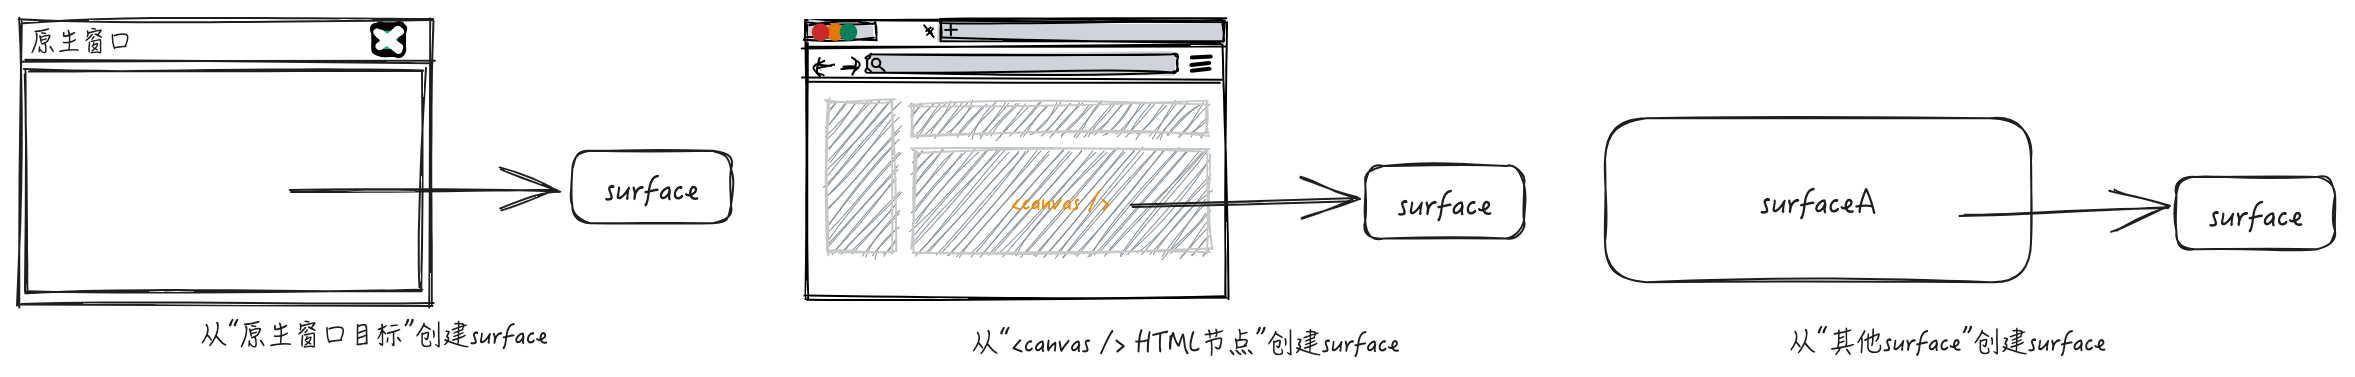 原生窗口
surface
从“原生窗口目标”创建surface
<canvas />
surface
从“<canvas /> HTML节点”创建surface
surfaceA
surface
从“其他surface”创建surface